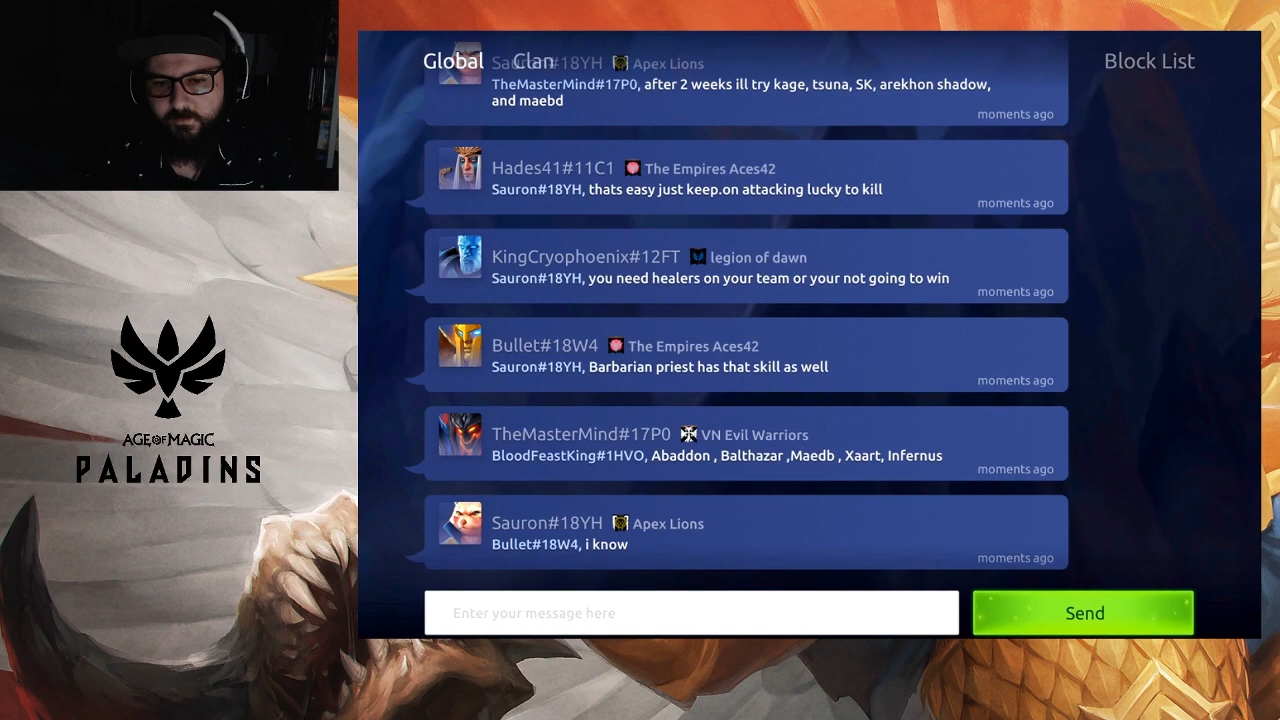 Global Clan Block List
Sauron#18YH Apex Lions
TheMasterMind#17P0, after 2 weeks ill try kage, tsuna, SK, arekhon shadow,
and maebd
moments ago
Hades41#11C1 The Empires Aces42
Sauron#18YH, thats easy just keep.on attacking lucky to kill
moments ago
KingCryophoenix#12FT legion of dawn
Sauron#18YH, you need healers on your team or your not going to win
moments ago
Bullet#18W4 The Empires Aces42
Sauron#18YH, Barbarian priest has that skill as well
moments ago
TheMasterMind#17P0 VN Evil Warriors
BloodFeastKing#1HVO, Abaddon , Balthazar ,Maedb , Xaart, Infernus
moments ago
Sauron#18YH Apex Lions
Bullet#18W4, i know
moments ago
Enter your message here
Send
AGE OF MAGIC
PALADINS